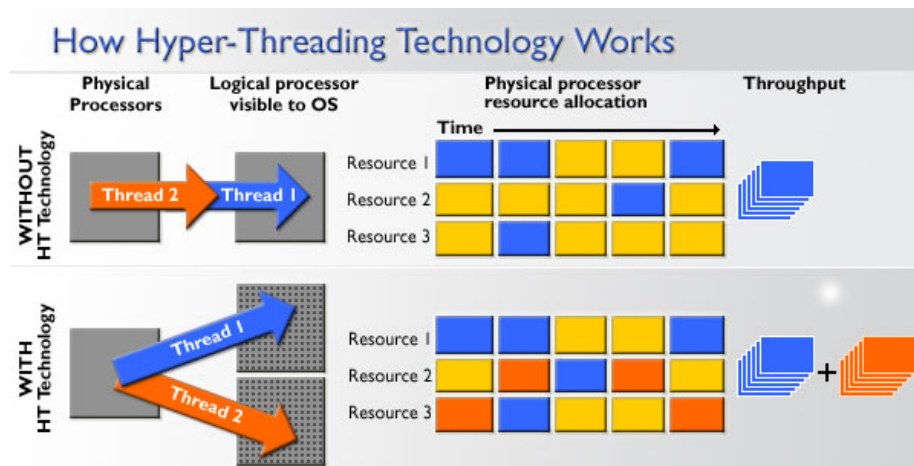 How Hyper-Threading Technology Works
Physical
Processors
Logical processor
visible to OS
Physical processor
resource allocation
Throughput
WITHOUT
HT Technology
Thread 2
Thread 1
Time
Resource 1
Resource 2
Resource 3
WITH
HT Technology
Thread 1
Thread 2
Resource 1
Resource 2
Resource 3
+